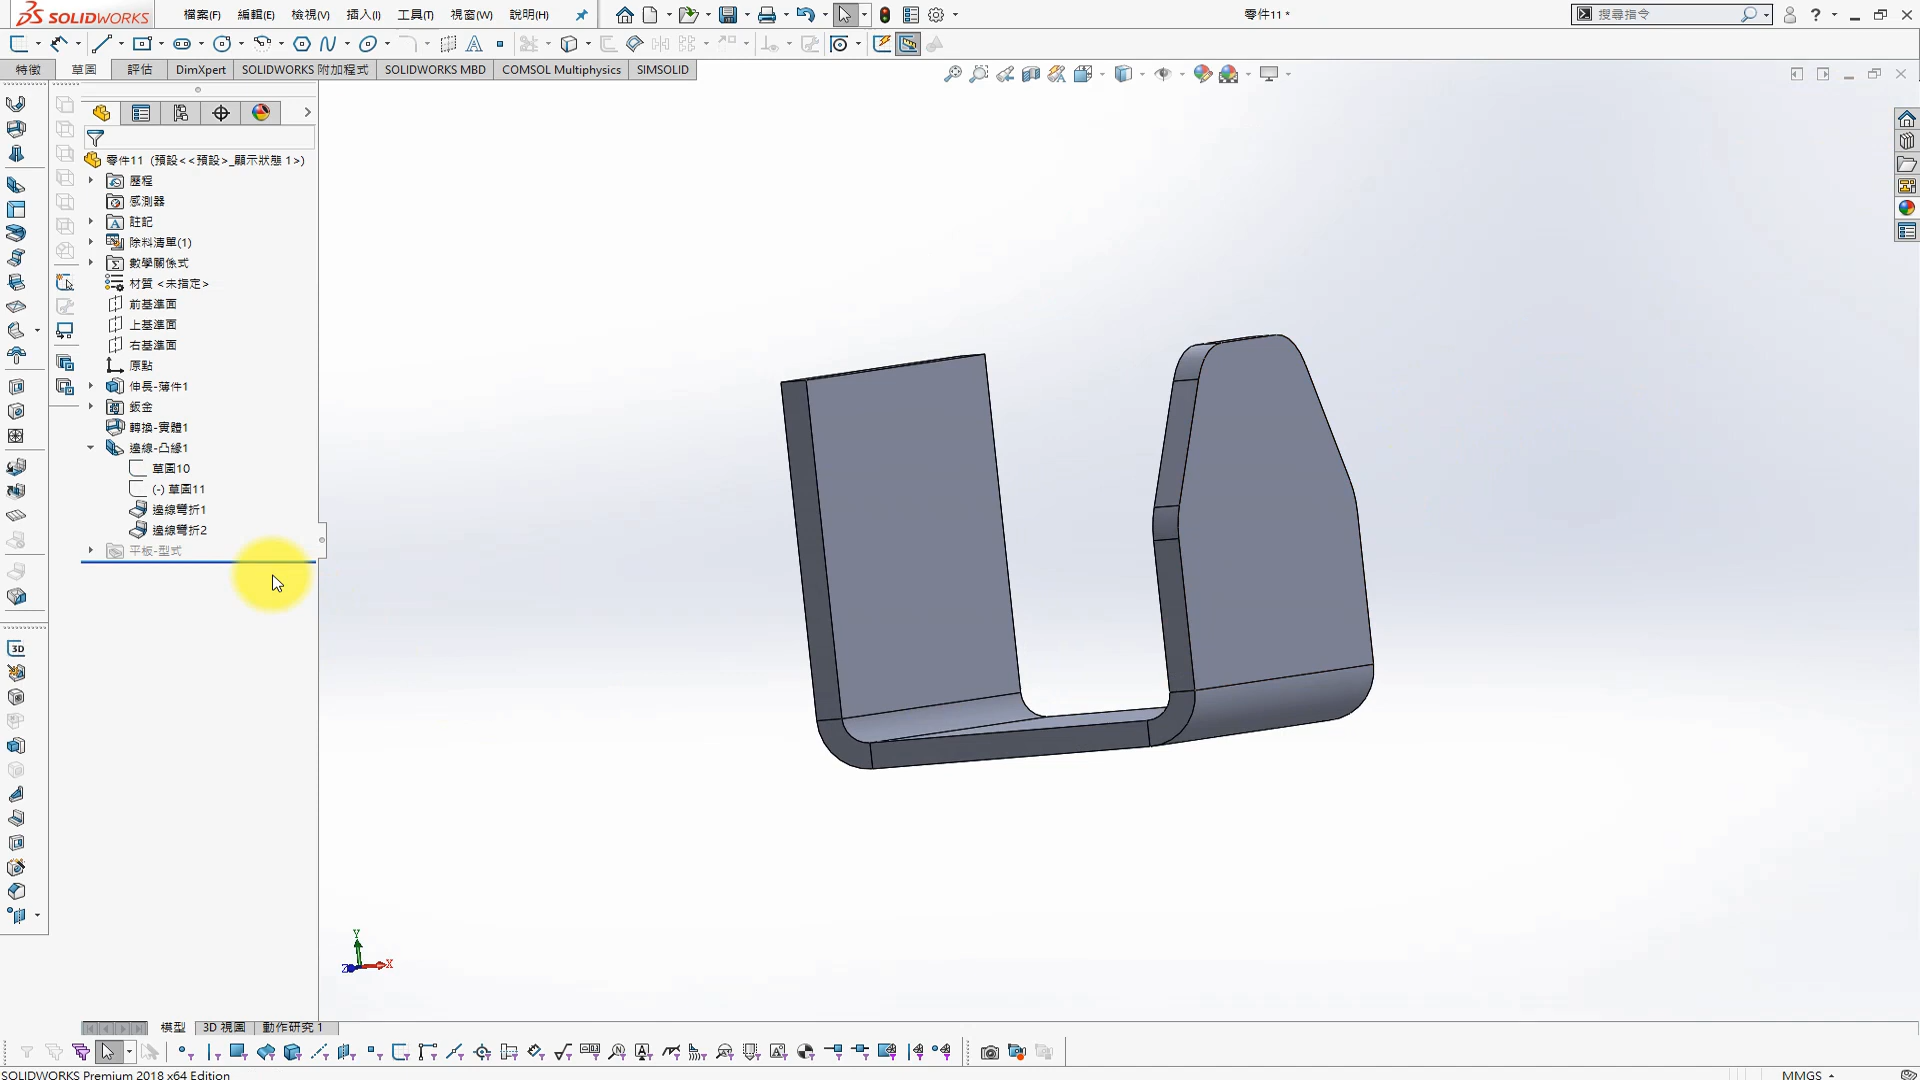 SOLIDWORKS 檔案(F) 編輯(E) 檢視(V) 插入(I) 工具(T) 視窗(W) 說明(H) 零件11 * 搜尋指令
特徵 草圖 評估 DimXpert SOLIDWORKS 附加程式 SOLIDWORKS MBD COMSOL Multiphysics SIMSOLID
零件11 (預設<<預設>_顯示狀態 1>)
歷程
感測器
註記
除料清單(1)
數學關係式
材質 <未指定>
前基準面
上基準面
右基準面
原點
伸長-薄件1
鈑金
轉換-實體1
邊線-凸緣1
草圖10
(-) 草圖11
邊線彎折1
邊線彎折2
平板-型式
3D
Y
Z
X
模型 3D 視圖 動作研究 1
SOLIDWORKS Premium 2018 x64 Edition MMGS